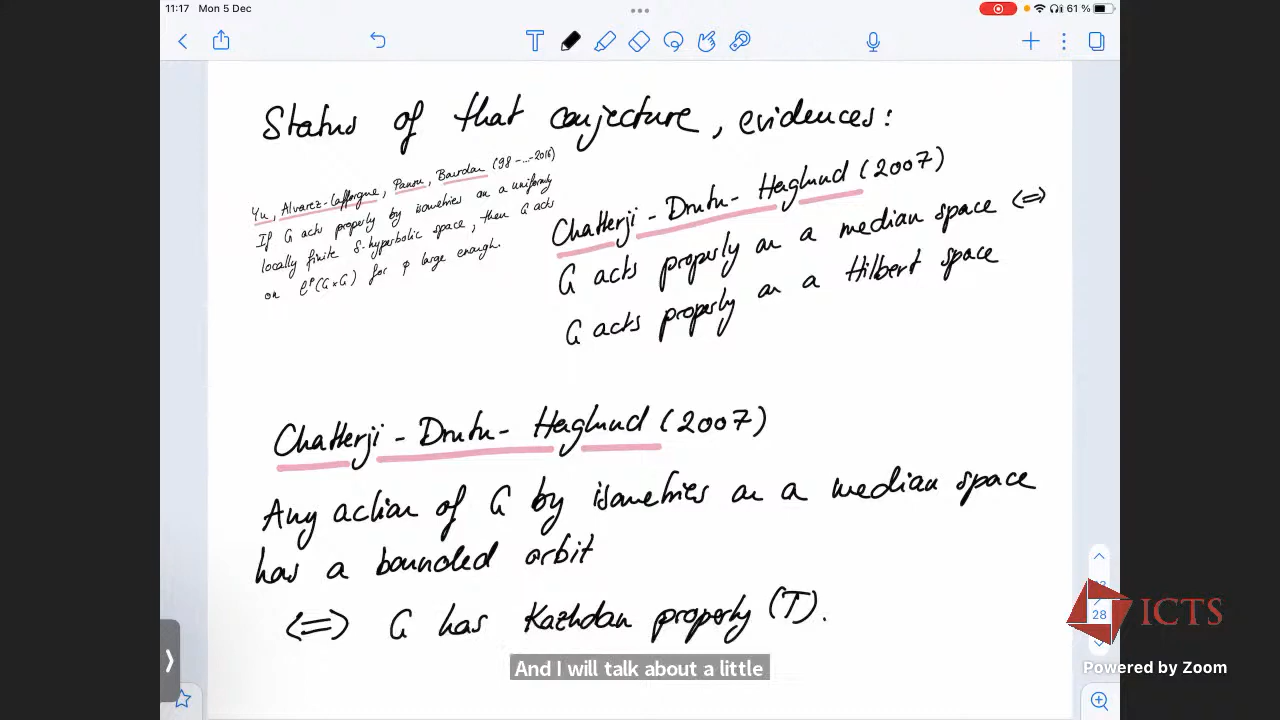 11:17 Mon 5 Dec
61 %
Status of that conjecture, evidences:
Yu, Alvarez-Lafforgue, Pansu, Bourdon (98-...-2016)
If G acts properly by isometries on a uniformly
locally finite δ-hyperbolic space, then G acts
on ℓᵖ(G×G) for p large enough.
Chatterji - Drutu - Haglund (2007)
G acts properly on a median space ⇔
G acts properly on a Hilbert space
Chatterji - Drutu - Haglund (2007)
Any action of G by isometries on a median space
has a bounded orbit
⇔ G has Kazhdan property (T).
28
ICTS
Powered by Zoom
And I will talk about a little